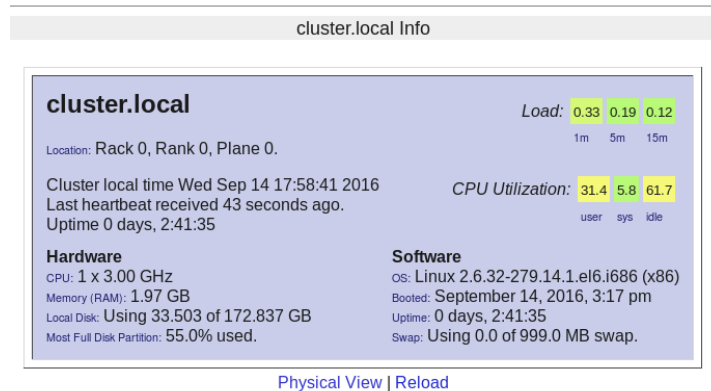 cluster.local Info
cluster.local
Load: 0.33 0.19 0.12
1m 5m 15m
Location: Rack 0, Rank 0, Plane 0.
Cluster local time Wed Sep 14 17:58:41 2016
Last heartbeat received 43 seconds ago.
Uptime 0 days, 2:41:35
CPU Utilization: 31.4 5.8 61.7
user sys idle
Hardware
CPU: 1 x 3.00 GHz
Memory (RAM): 1.97 GB
Local Disk: Using 33.503 of 172.837 GB
Most Full Disk Partition: 55.0% used.
Software
OS: Linux 2.6.32-279.14.1.el6.i686 (x86)
Booted: September 14, 2016, 3:17 pm
Uptime: 0 days, 2:41:35
Swap: Using 0.0 of 999.0 MB swap.
Physical View | Reload